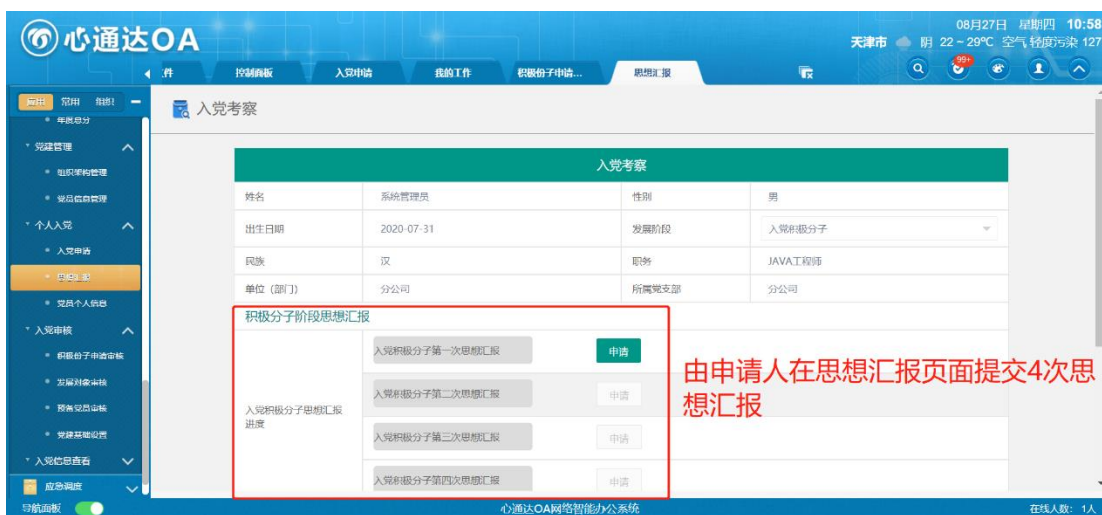 心通达OA
08月27日 星期四 10:58
天津市 阴 22 ~ 29℃ 空气轻度污染 127
控制面板 入党申请 我的工作 积极份子申请... 思想汇报
99+
应用 常用
年度总分
入党考察
党建管理
组织架构管理
党员信息管理
个人入党
入党申请
思想汇报
党员个人信息
入党审核
积极份子申请审核
发展对象审核
预备党员审核
党建基础设置
入党信息查看
应急调度
导航面板
入党考察
姓名 系统管理员 性别 男
出生日期 2020-07-31 发展阶段 入党积极分子
民族 汉 职务 JAVA工程师
单位（部门） 分公司 所属党支部 分公司
积极分子阶段思想汇报
入党积极分子思想汇报
进度
入党积极分子第一次思想汇报 申请
入党积极分子第二次思想汇报 申请
入党积极分子第三次思想汇报 申请
入党积极分子第四次思想汇报 申请
由申请人在思想汇报页面提交4次思
想汇报
心通达OA网络智能办公系统
在线人数：1人